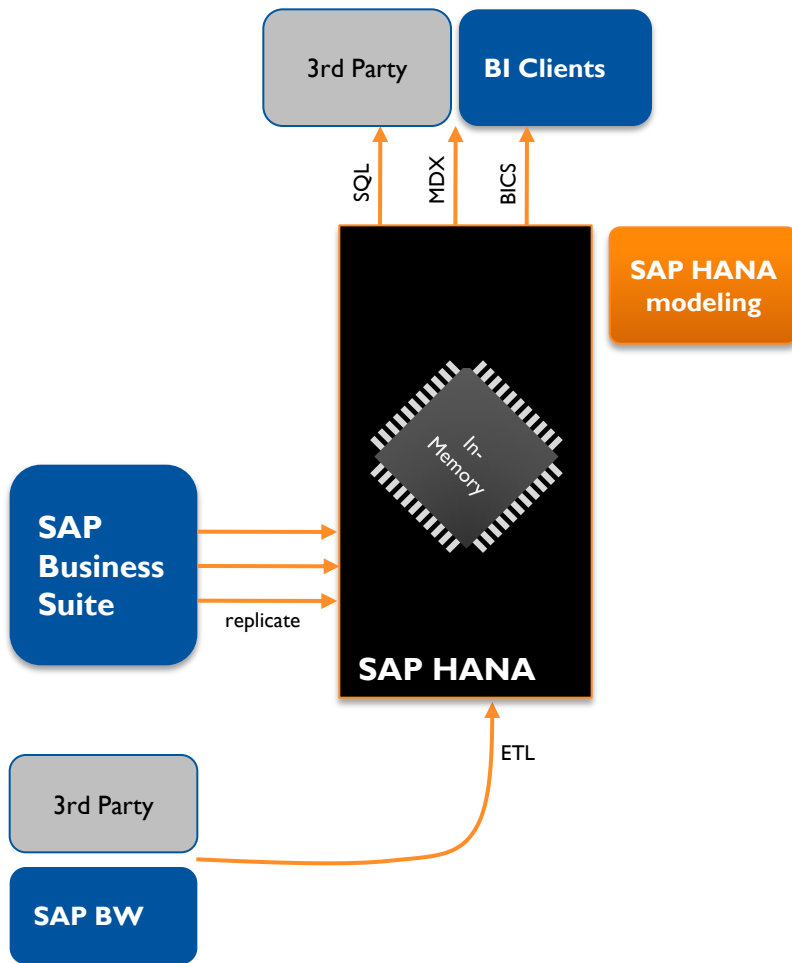 3rd Party
BI Clients
SQL
MDX
BICS
SAP HANA
modeling
In-
Memory
SAP
Business
Suite
replicate
SAP HANA
ETL
3rd Party
SAP BW